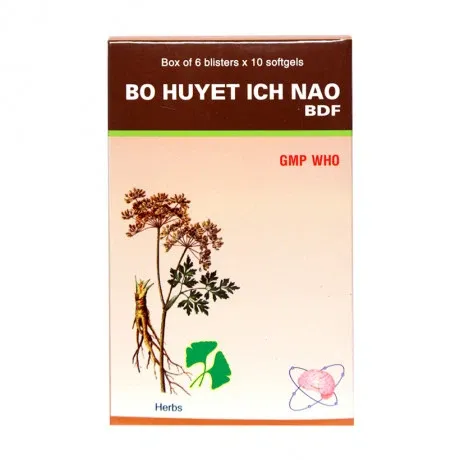 Box of 6 blisters x 10 softgels
BO HUYET ICH NAO
BDF
GMP WHO
Herbs